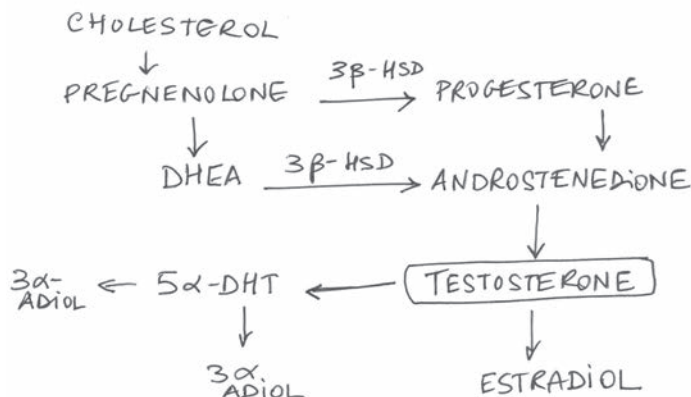 CHOLESTEROL
3β-HSD
PREGNENOLONE PROGESTERONE
3β-HSD
DHEA ANDROSTENEDiONE
3α-
ADiOL 5α-DHT TESTOSTERONE
3α
ADiOL ESTRADiOL